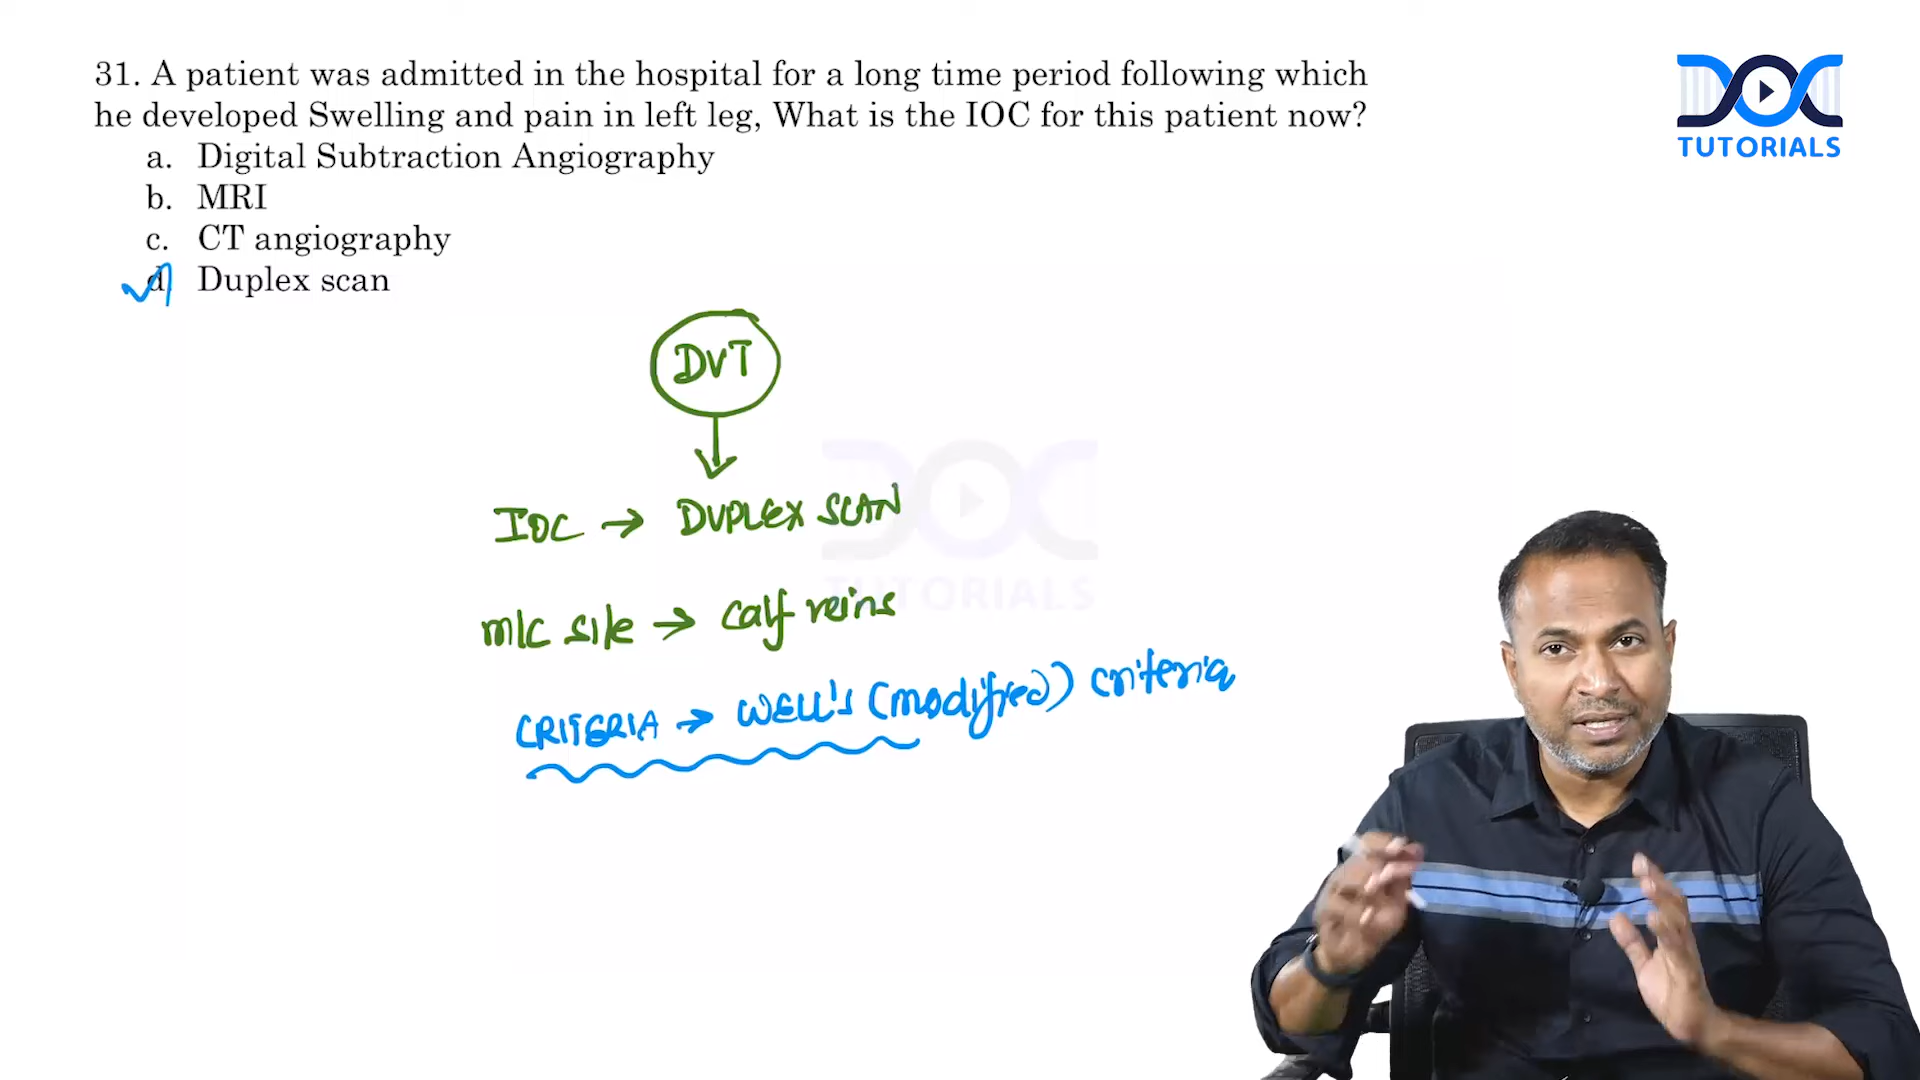 31. A patient was admitted in the hospital for a long time period following which
he developed Swelling and pain in left leg, What is the IOC for this patient now?
a. Digital Subtraction Angiography
b. MRI
c. CT angiography
d. Duplex scan
DOC
TUTORIALS
DVT
IOC → DUPLEX SCAN
m/c site → calf veins
CRITERIA → WELL's (modified) criteria
DOC
TUTORIALS